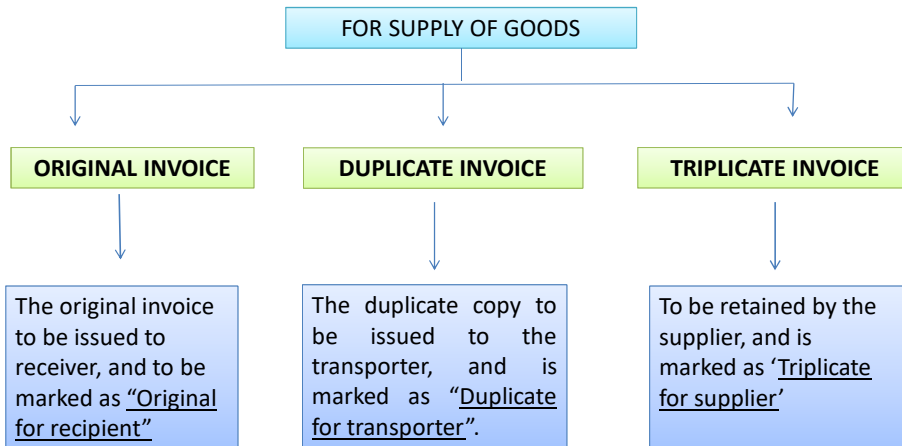 FOR SUPPLY OF GOODS
ORIGINAL INVOICE
DUPLICATE INVOICE
TRIPLICATE INVOICE
The original invoice
to be issued to
receiver, and to be
marked as “Original
for recipient”
The duplicate copy to
be issued to the
transporter, and is
marked as “Duplicate
for transporter”.
To be retained by the
supplier, and is
marked as ‘Triplicate
for supplier’